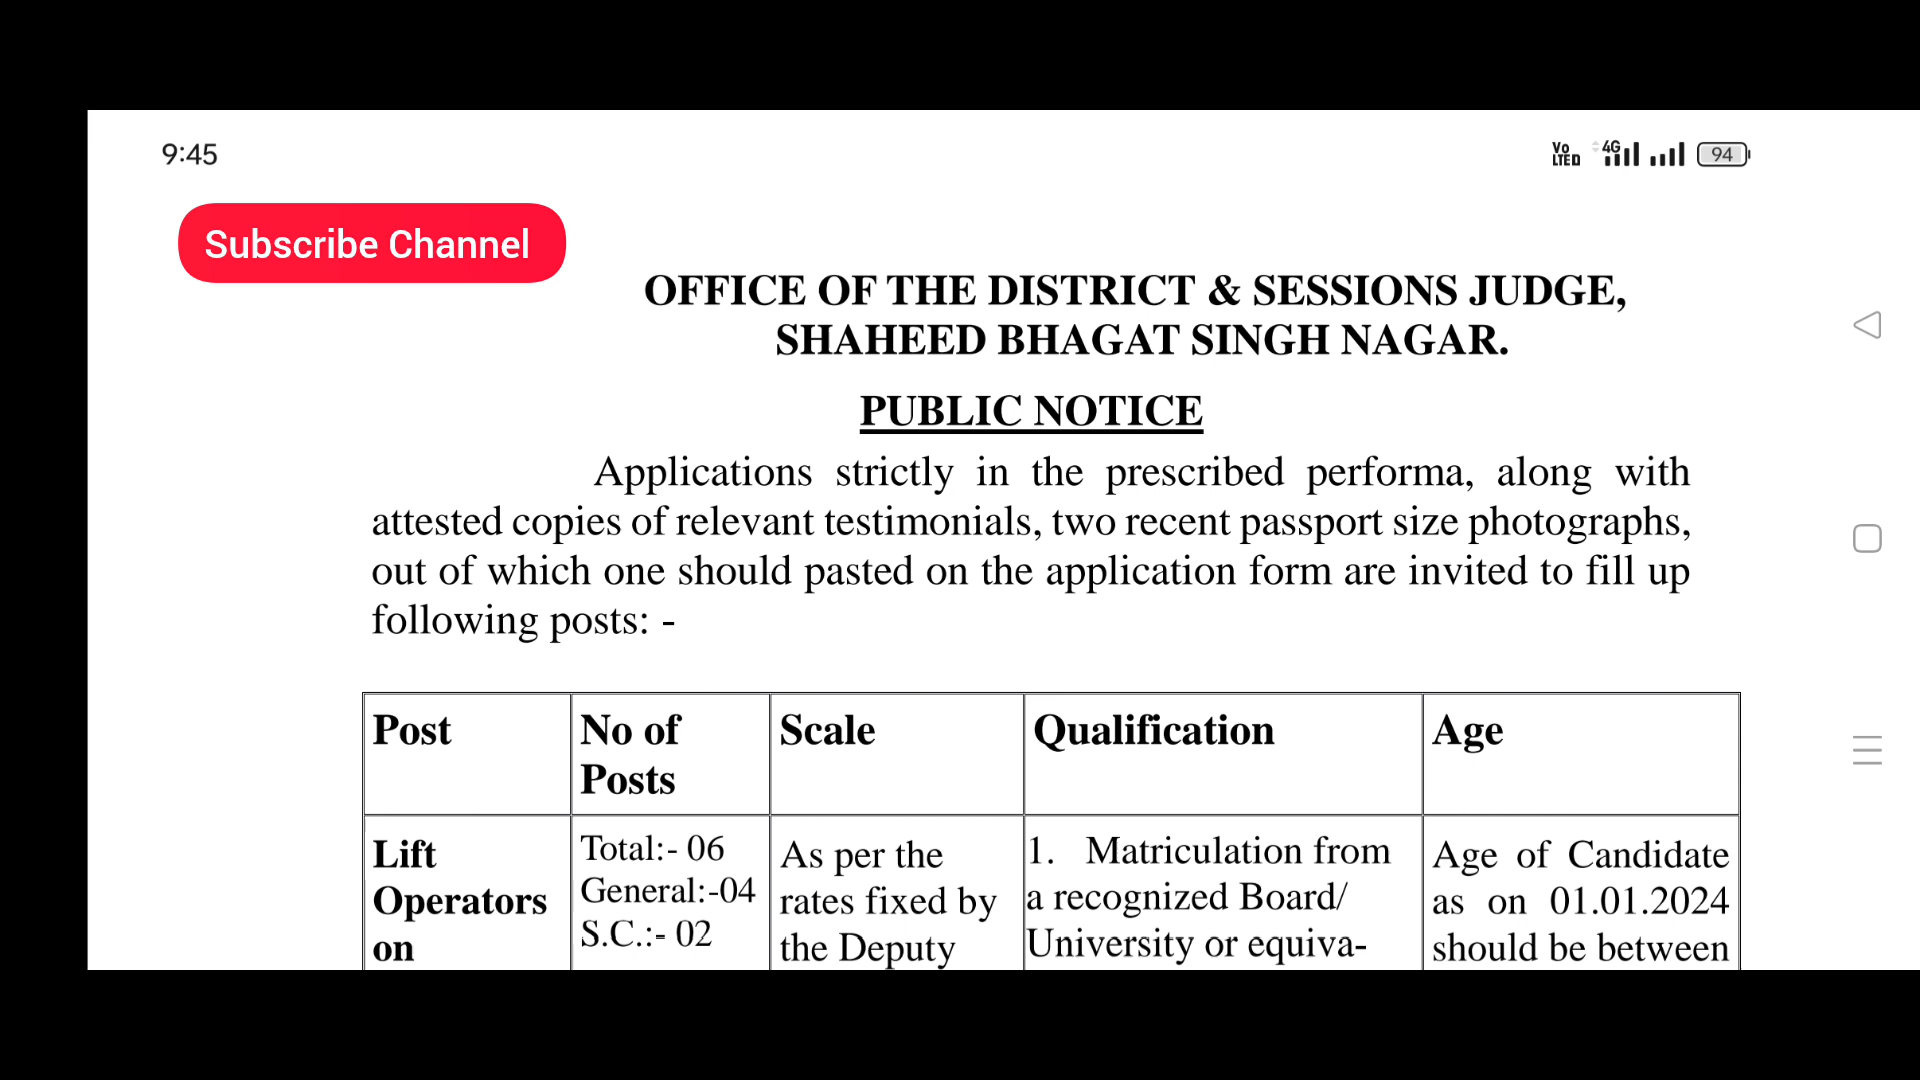 9:45
Vo LTED 4G 94
Subscribe Channel
OFFICE OF THE DISTRICT & SESSIONS JUDGE,
SHAHEED BHAGAT SINGH NAGAR.
PUBLIC NOTICE
Applications strictly in the prescribed performa, along with
attested copies of relevant testimonials, two recent passport size photographs,
out of which one should pasted on the application form are invited to fill up
following posts: -
Post
No of
Posts
Scale
Qualification
Age
Lift
Operators
on
Total:- 06
General:-04
S.C.:- 02
As per the
rates fixed by
the Deputy
1. Matriculation from
a recognized Board/
University or equiva-
Age of Candidate
as on 01.01.2024
should be between